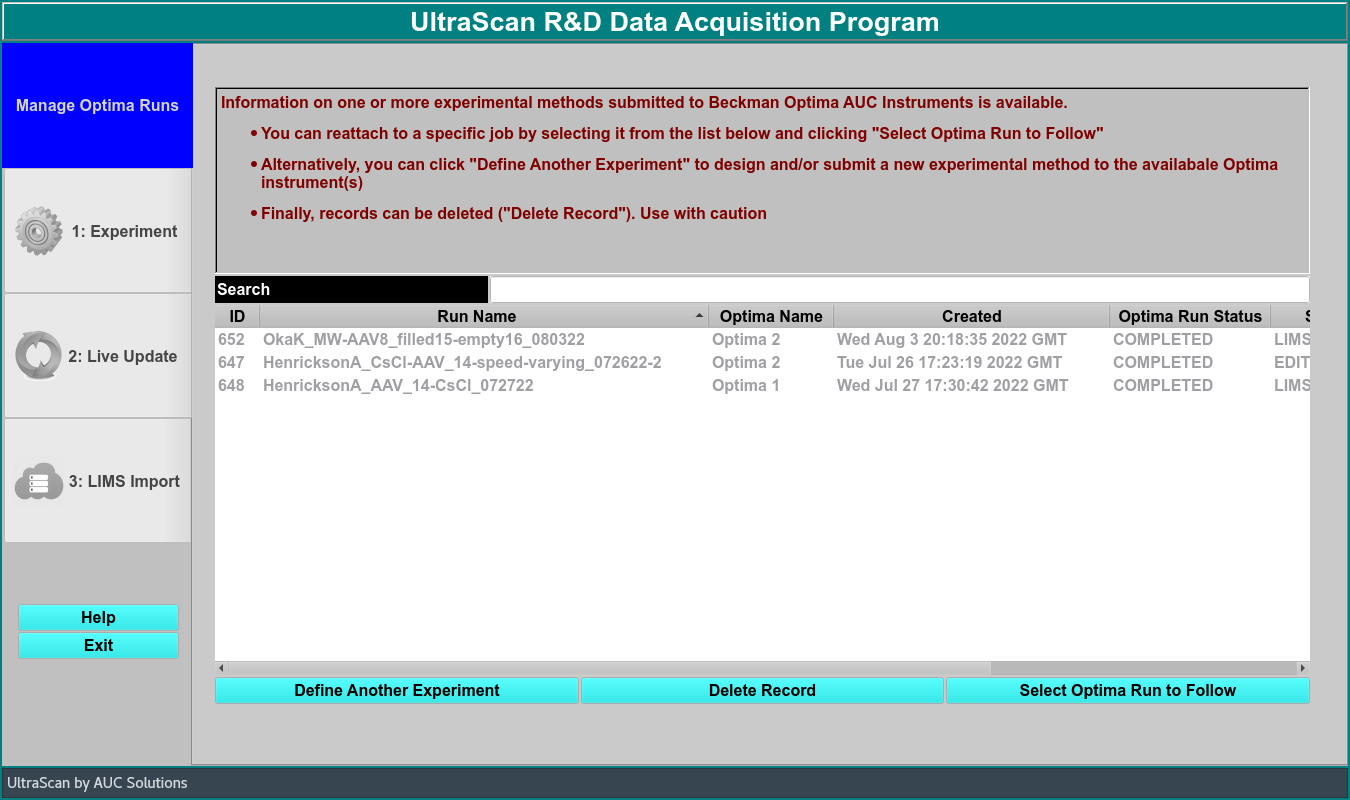 UltraScan R&D Data Acquisition Program
Manage Optima Runs
1: Experiment
2: Live Update
3: LIMS Import
Help
Exit
Information on one or more experimental methods submitted to Beckman Optima AUC Instruments is available.
• You can reattach to a specific job by selecting it from the list below and clicking "Select Optima Run to Follow"
• Alternatively, you can click "Define Another Experiment" to design and/or submit a new experimental method to the availabale Optima
instrument(s)
• Finally, records can be deleted ("Delete Record"). Use with caution
Search
ID Run Name Optima Name Created Optima Run Status S
652 OkaK_MW-AAV8_filled15-empty16_080322 Optima 2 Wed Aug 3 20:18:35 2022 GMT COMPLETED LIMS
647 HenricksonA_CsCl-AAV_14-speed-varying_072622-2 Optima 2 Tue Jul 26 17:23:19 2022 GMT COMPLETED EDIT
648 HenricksonA_AAV_14-CsCl_072722 Optima 1 Wed Jul 27 17:30:42 2022 GMT COMPLETED LIMS
Define Another Experiment Delete Record Select Optima Run to Follow
UltraScan by AUC Solutions